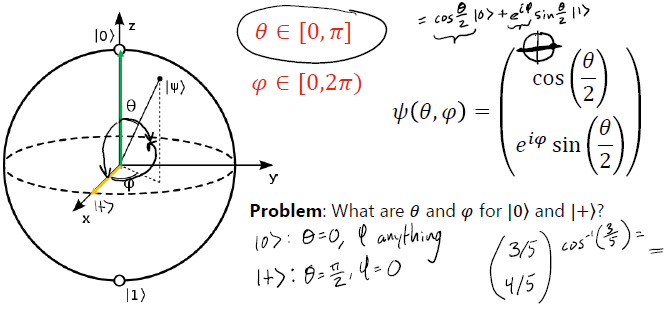 = cos θ/2 |0⟩ + e^{iφ} sin θ/2 |1⟩
|0⟩ z
θ ∈ [0, π]
φ ∈ [0,2π)
ψ(θ, φ) = ( cos(θ/2)
e^{iφ} sin(θ/2) )
|ψ⟩
θ
φ
y
|+⟩
x
|1⟩
Problem: What are θ and φ for |0⟩ and |+⟩?
|0⟩: θ=0, φ anything
|+⟩: θ=π/2, φ=0
( 3/5
4/5 )
cos⁻¹(3/5) =
=